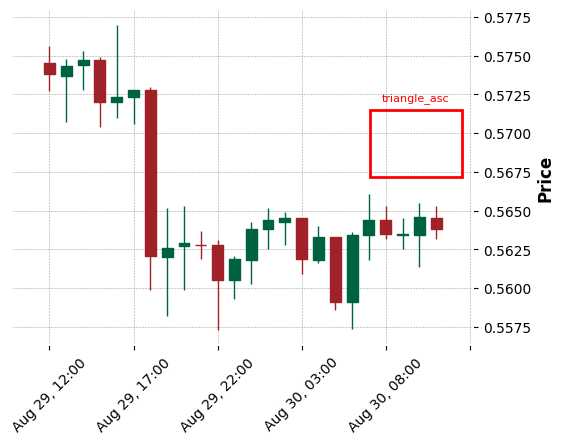 0.5775
0.5750
0.5725
triangle_asc
0.5700
0.5675
Price
0.5650
0.5625
0.5600
0.5575
Aug 29, 12:00
Aug 29, 17:00
Aug 29, 22:00
Aug 30, 03:00
Aug 30, 08:00